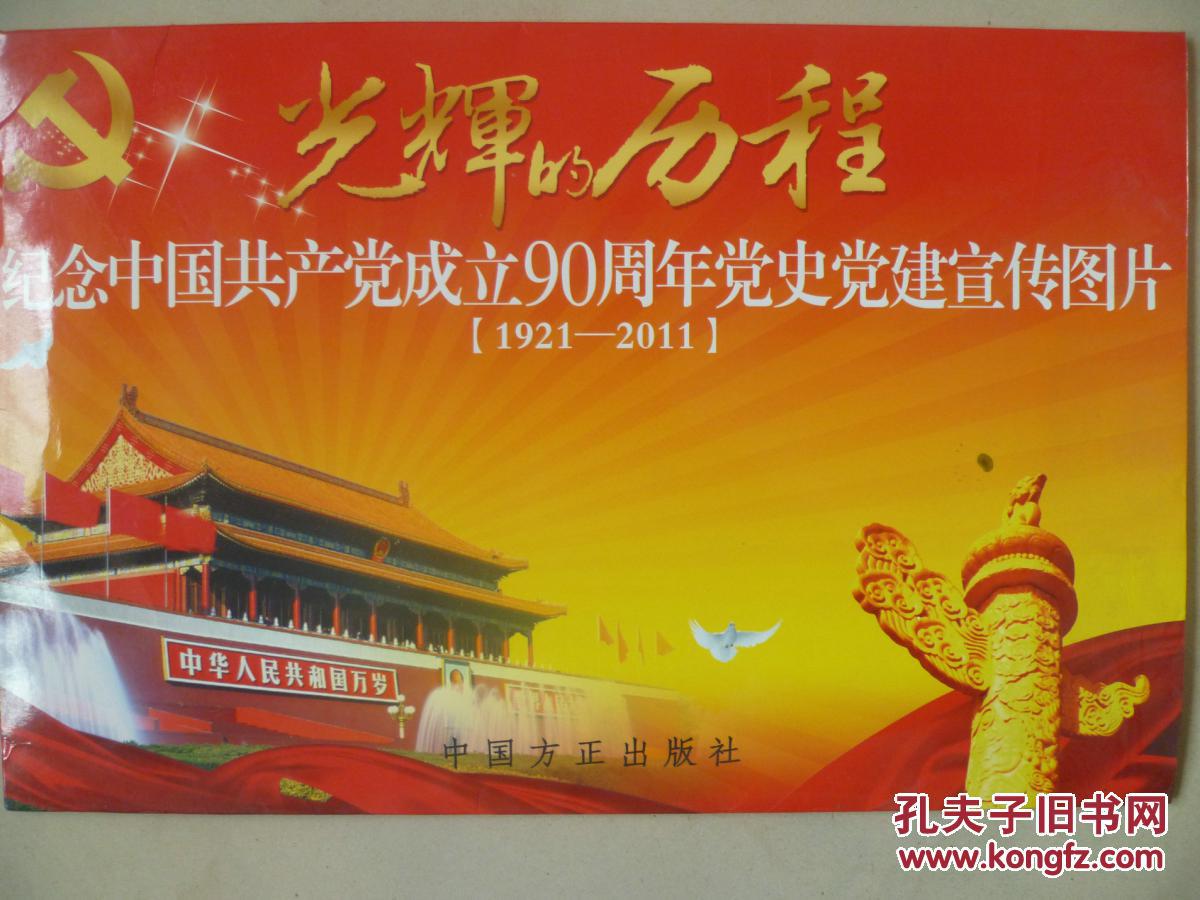 光輝的历程
纪念中国共产党成立90周年党史党建宣传图片
【1921—2011】
中华人民共和国万岁
中国方正出版社
孔夫子旧书网
www.kongfz.com